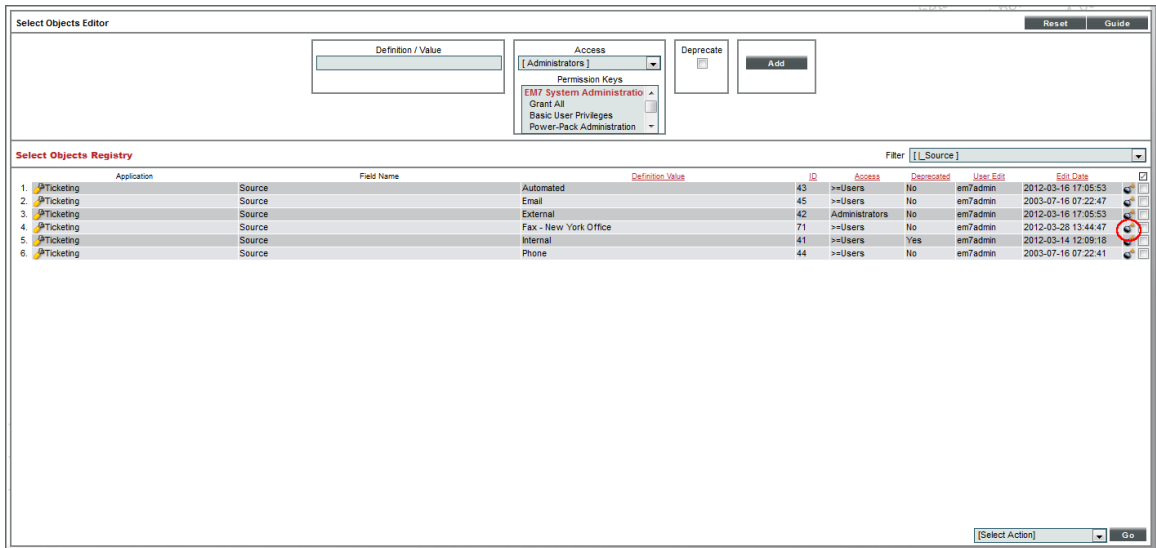 Select Objects Editor Reset Guide
Definition / Value Access Deprecate
[ Administrators ] Add
Permission Keys
EM7 System Administratio
Grant All
Basic User Privileges
Power-Pack Administration
Select Objects Registry Filter [ |_Source ]
Application Field Name Definition Value ID Access Deprecated User Edit Edit Date
1. Ticketing Source Automated 43 >=Users No em7admin 2012-03-16 17:05:53
2. Ticketing Source Email 45 >=Users No em7admin 2003-07-16 07:22:47
3. Ticketing Source External 42 Administrators No em7admin 2012-03-16 17:05:53
4. Ticketing Source Fax - New York Office 71 >=Users No em7admin 2012-03-28 13:44:47
5. Ticketing Source Internal 41 >=Users Yes em7admin 2012-03-14 12:09:18
6. Ticketing Source Phone 44 >=Users No em7admin 2003-07-16 07:22:41
[Select Action] Go